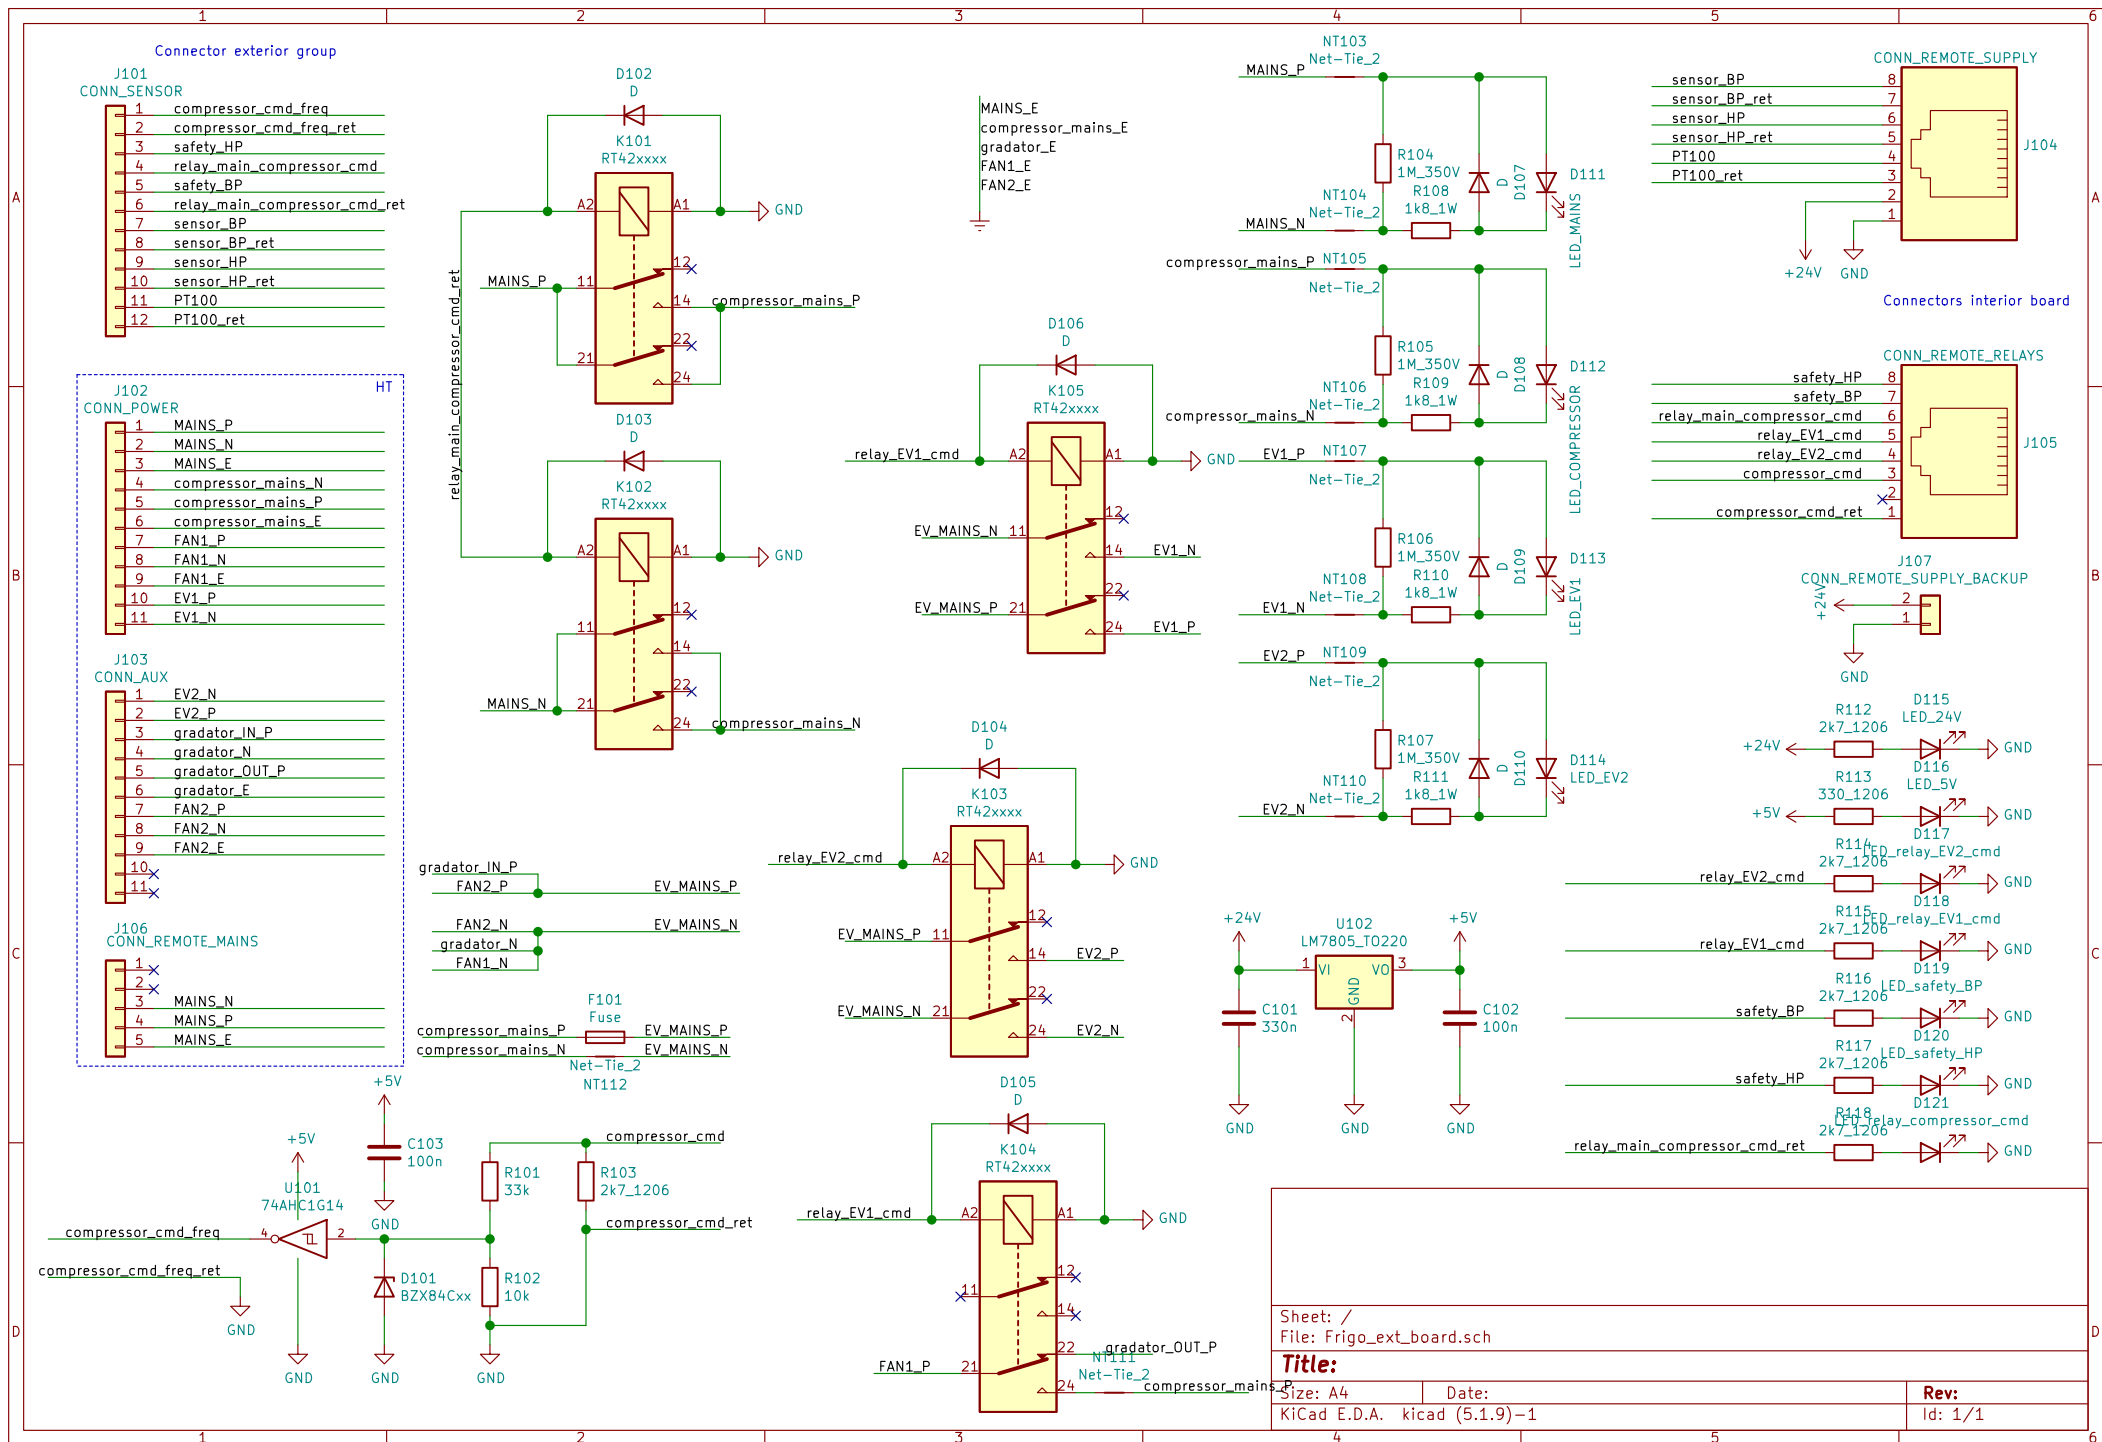 1 2 3 4 5 6
A
B
C
D
Connector exterior group
J101
CONN_SENSOR
1 compressor_cmd_freq
2 compressor_cmd_freq_ret
3 safety_HP
4 relay_main_compressor_cmd
5 safety_BP
6 relay_main_compressor_cmd_ret
7 sensor_BP
8 sensor_BP_ret
9 sensor_HP
10 sensor_HP_ret
11 PT100
12 PT100_ret
HT
J102
CONN_POWER
1 MAINS_P
2 MAINS_N
3 MAINS_E
4 compressor_mains_N
5 compressor_mains_P
6 compressor_mains_E
7 FAN1_P
8 FAN1_N
9 FAN1_E
10 EV1_P
11 EV1_N
J103
CONN_AUX
1 EV2_N
2 EV2_P
3 gradator_IN_P
4 gradator_N
5 gradator_OUT_P
6 gradator_E
7 FAN2_P
8 FAN2_N
9 FAN2_E
10
11
J106
CONN_REMOTE_MAINS
1
2
3 MAINS_N
4 MAINS_P
5 MAINS_E
+5V
C103
100n
GND
+5V
U101
74AHC1G14
4
2
GND
compressor_cmd_freq
compressor_cmd_freq_ret
GND
D101
BZX84Cxx
GND
R101
33k
R102
10k
GND
R103
2k7_1206
compressor_cmd
compressor_cmd_ret
D102
D
K101
RT42xxxx
A2 A1
GND
12
MAINS_P 11
14 compressor_mains_P
22
21
24
relay_main_compressor_cmd_ret
D103
D
K102
RT42xxxx
A2 A1
GND
12
11
14
22
MAINS_N 21
24 compressor_mains_N
gradator_IN_P
FAN2_P EV_MAINS_P
FAN2_N EV_MAINS_N
gradator_N
FAN1_N
F101
Fuse
compressor_mains_P EV_MAINS_P
compressor_mains_N EV_MAINS_N
Net-Tie_2
NT112
MAINS_E
compressor_mains_E
gradator_E
FAN1_E
FAN2_E
D106
D
K105
RT42xxxx
relay_EV1_cmd A2 A1
GND
12
EV_MAINS_N 11
14 EV1_N
22
EV_MAINS_P 21
24 EV1_P
D104
D
K103
RT42xxxx
relay_EV2_cmd A2 A1
GND
12
EV_MAINS_P 11
14 EV2_P
22
EV_MAINS_N 21
24 EV2_N
D105
D
K104
RT42xxxx
relay_EV1_cmd A2 A1
GND
12
11
14
22 gradator_OUT_P
FAN1_P 21
NT111
Net-Tie_2
24 compressor_mains_P
NT103
Net-Tie_2
MAINS_P
R104
1M_350V
R108
1k8_1W
D
D107
D111
LED_MAINS
NT104
Net-Tie_2
MAINS_N
compressor_mains_P
NT105
Net-Tie_2
R105
1M_350V
R109
1k8_1W
D
D108
D112
LED_COMPRESSOR
NT106
Net-Tie_2
compressor_mains_N
EV1_P
NT107
Net-Tie_2
R106
1M_350V
R110
1k8_1W
D
D109
D113
LED_EV1
NT108
Net-Tie_2
EV1_N
EV2_P
NT109
Net-Tie_2
R107
1M_350V
R111
1k8_1W
D
D110
D114
LED_EV2
NT110
Net-Tie_2
EV2_N
+24V
U102
LM7805_TO220
+5V
1 VI VO 3
GND
2
C101
330n
C102
100n
GND
GND
GND
CONN_REMOTE_SUPPLY
sensor_BP 8
sensor_BP_ret 7
sensor_HP 6
sensor_HP_ret 5
PT100 4
PT100_ret 3
2
1
J104
+24V
GND
Connectors interior board
CONN_REMOTE_RELAYS
safety_HP 8
safety_BP 7
relay_main_compressor_cmd 6
relay_EV1_cmd 5
relay_EV2_cmd 4
compressor_cmd 3
2
compressor_cmd_ret 1
J105
J107
CONN_REMOTE_SUPPLY_BACKUP
+24V
2
1
GND
D115
LED_24V
R112
2k7_1206
+24V
GND
D116
LED_5V
R113
330_1206
+5V
GND
D117
LED_relay_EV2_cmd
R114
2k7_1206
relay_EV2_cmd
GND
D118
LED_relay_EV1_cmd
R115
2k7_1206
relay_EV1_cmd
GND
D119
LED_safety_BP
R116
2k7_1206
safety_BP
GND
D120
LED_safety_HP
R117
2k7_1206
safety_HP
GND
D121
LED_relay_compressor_cmd
R118
2k7_1206
relay_main_compressor_cmd_ret
GND
Sheet: /
File: Frigo_ext_board.sch
Title:
Size: A4 Date: Rev:
KiCad E.D.A. kicad (5.1.9)-1 Id: 1/1
A
B
C
D
1 2 3 4 5 6